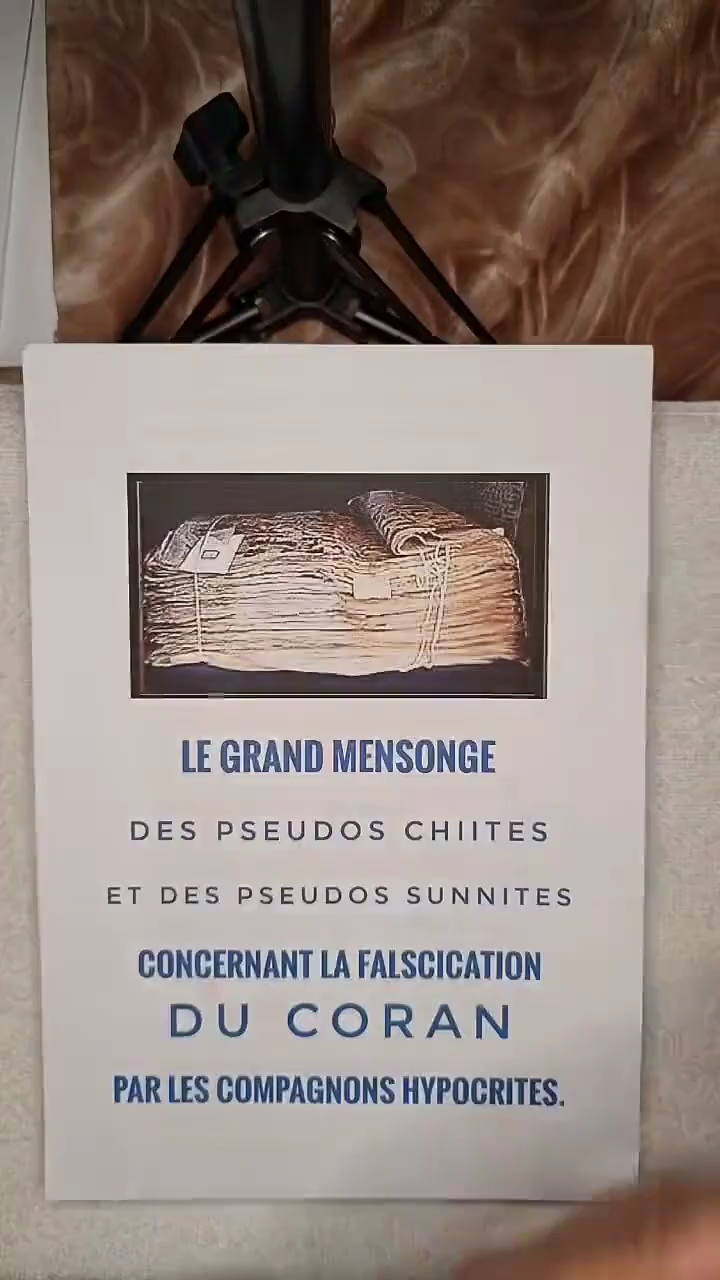 LE GRAND MENSONGE
DES PSEUDOS CHIITES
ET DES PSEUDOS SUNNITES
CONCERNANT LA FALSCICATION
DU CORAN
PAR LES COMPAGNONS HYPOCRITES.